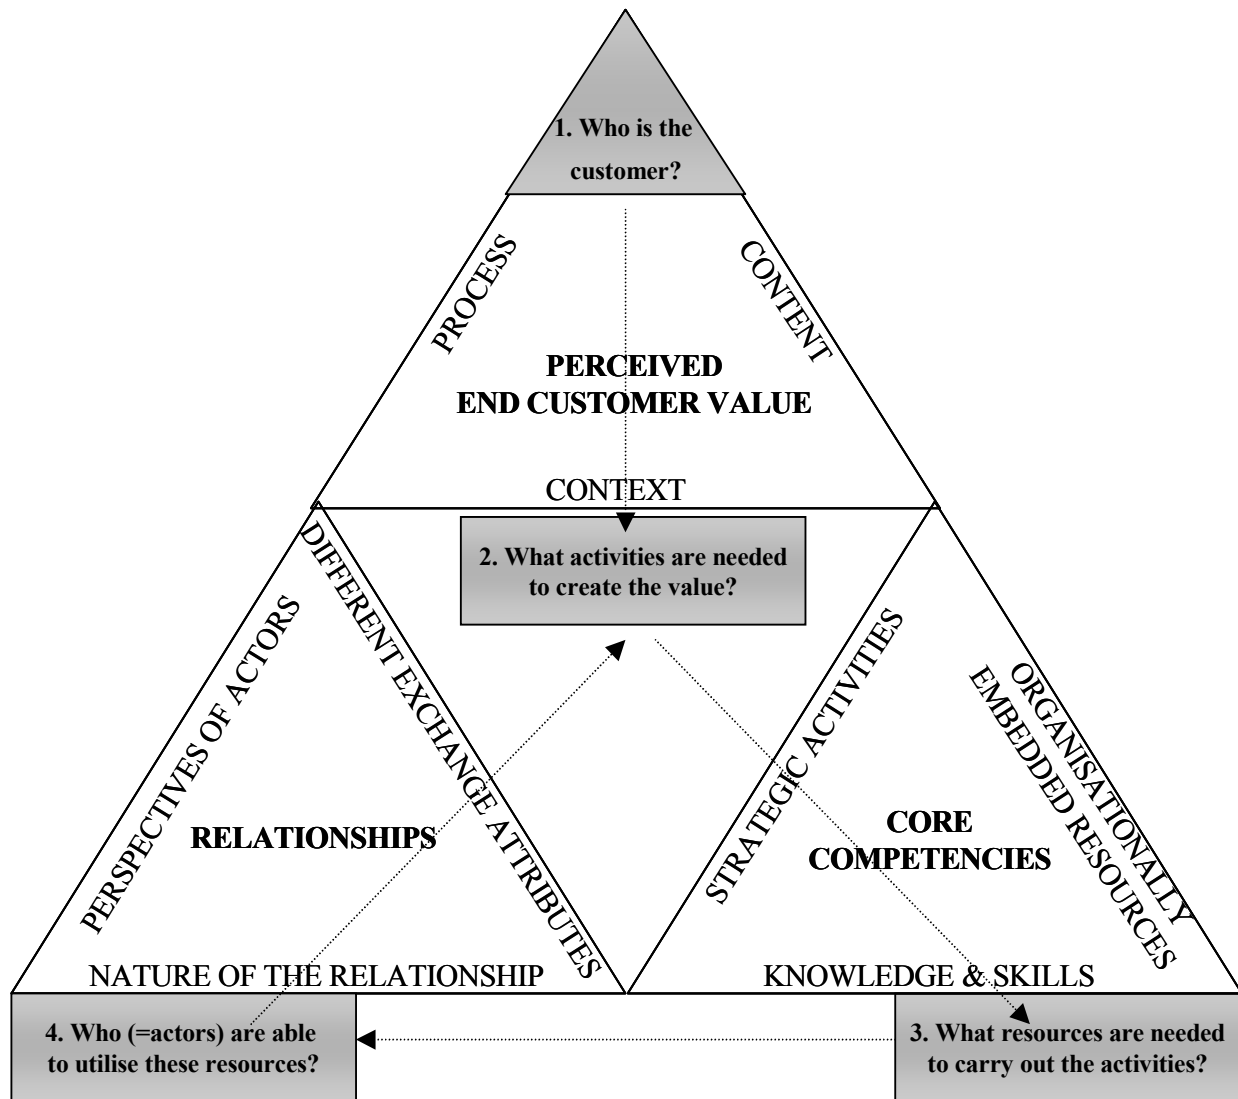 1. Who is the
customer?
PROCESS
CONTENT
PERCEIVED
END CUSTOMER VALUE
CONTEXT
2. What activities are needed
to create the value?
PERSPECTIVES OF ACTORS
DIFFERENT EXCHANGE ATTRIBUTES
RELATIONSHIPS
NATURE OF THE RELATIONSHIP
STRATEGIC ACTIVITIES
ORGANISATIONALLY
EMBEDDED RESOURCES
CORE
COMPETENCIES
KNOWLEDGE & SKILLS
4. Who (=actors) are able
to utilise these resources?
3. What resources are needed
to carry out the activities?